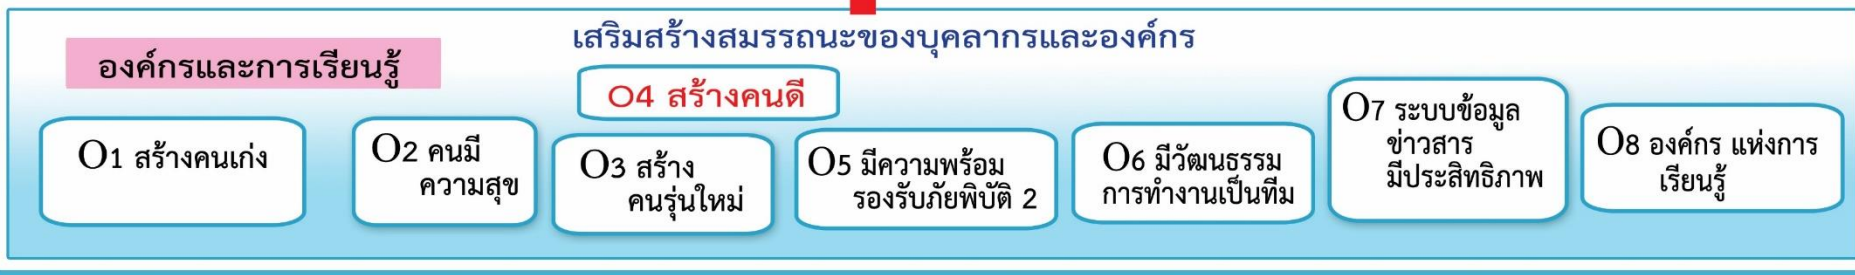 เสริมสร้างสมรรถนะของบุคลากรและองค์กร
องค์กรและการเรียนรู้
O4 สร้างคนดี
O1 สร้างคนเก่ง
O2 คนมี
ความสุข
O3 สร้าง
คนรุ่นใหม่
O5 มีความพร้อม
รองรับภัยพิบัติ 2
O6 มีวัฒนธรรม
การทำงานเป็นทีม
O7 ระบบข้อมูล
ข่าวสาร
มีประสิทธิภาพ
O8 องค์กร แห่งการ
เรียนรู้